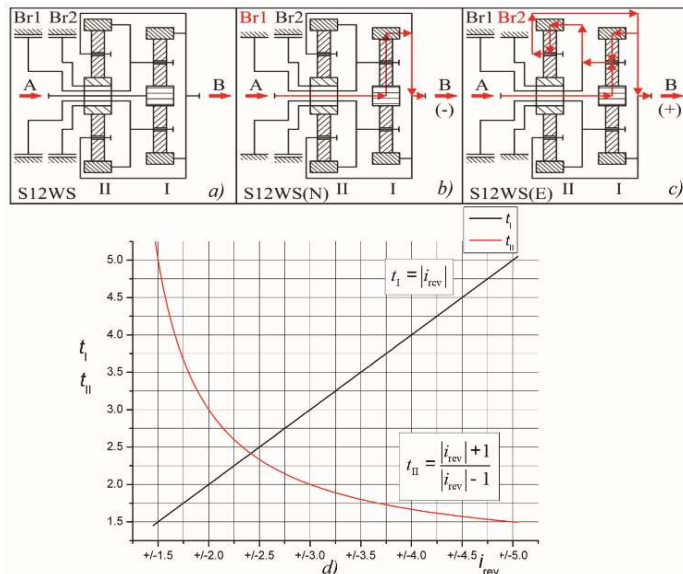 Br1 Br2
A
B
II
I
S12WS
a)
Br1 Br2
A
B
(-)
S12WS(N)
II
I
b)
Br1 Br2
A
B
(+)
S12WS(E)
II
I
c)
t_I
t_II
5.0
4.5
4.0
3.5
3.0
2.5
2.0
1.5
t_I
t_II
t_I = |i_rev|
t_II = (|i_rev| + 1) / (|i_rev| - 1)
+/-1.5 +/-2.0 +/-2.5 +/-3.0 +/-3.5 +/-4.0 +/-4.5 +/-5.0
d)
i_rev